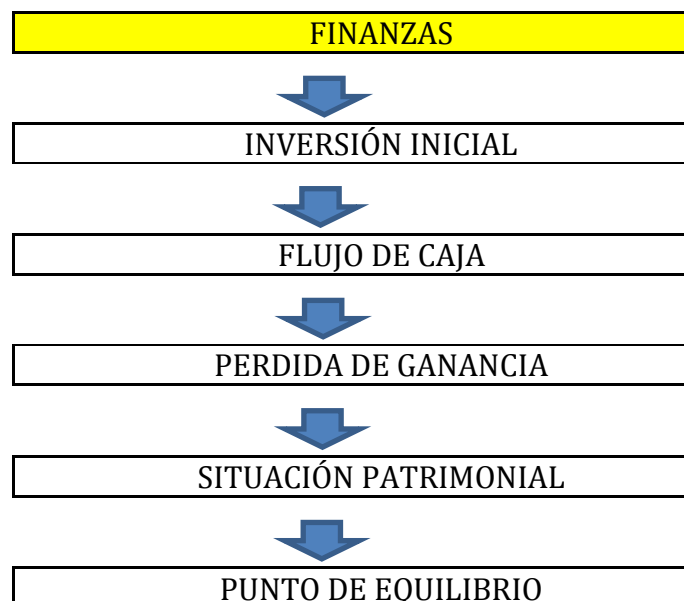 FINANZAS
INVERSIÓN INICIAL
FLUJO DE CAJA
PERDIDA DE GANANCIA
SITUACIÓN PATRIMONIAL
PUNTO DE EQUILIBRIO